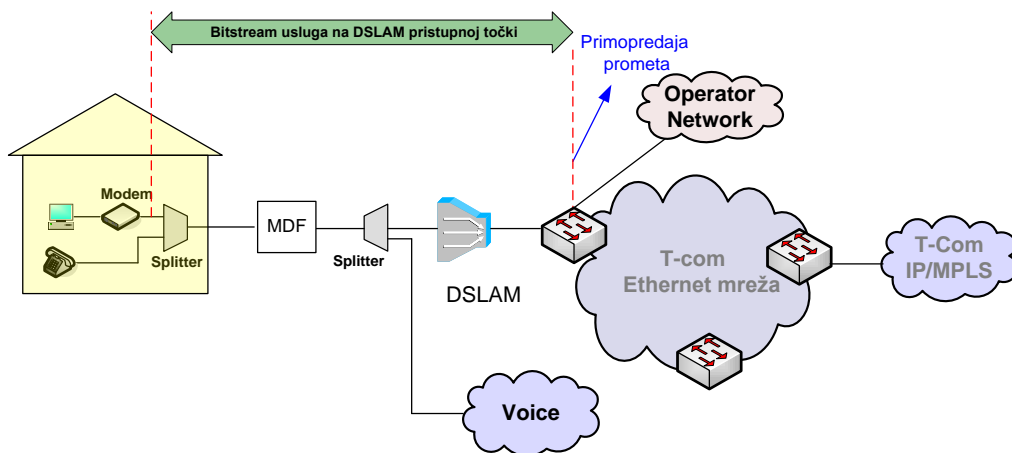 Bitstream usluga na DSLAM pristupnoj točki
Primopredaja
prometa
Operator
Network
Modem
Splitter
MDF
Splitter
DSLAM
T-com
Ethernet mreža
T-Com
IP/MPLS
Voice